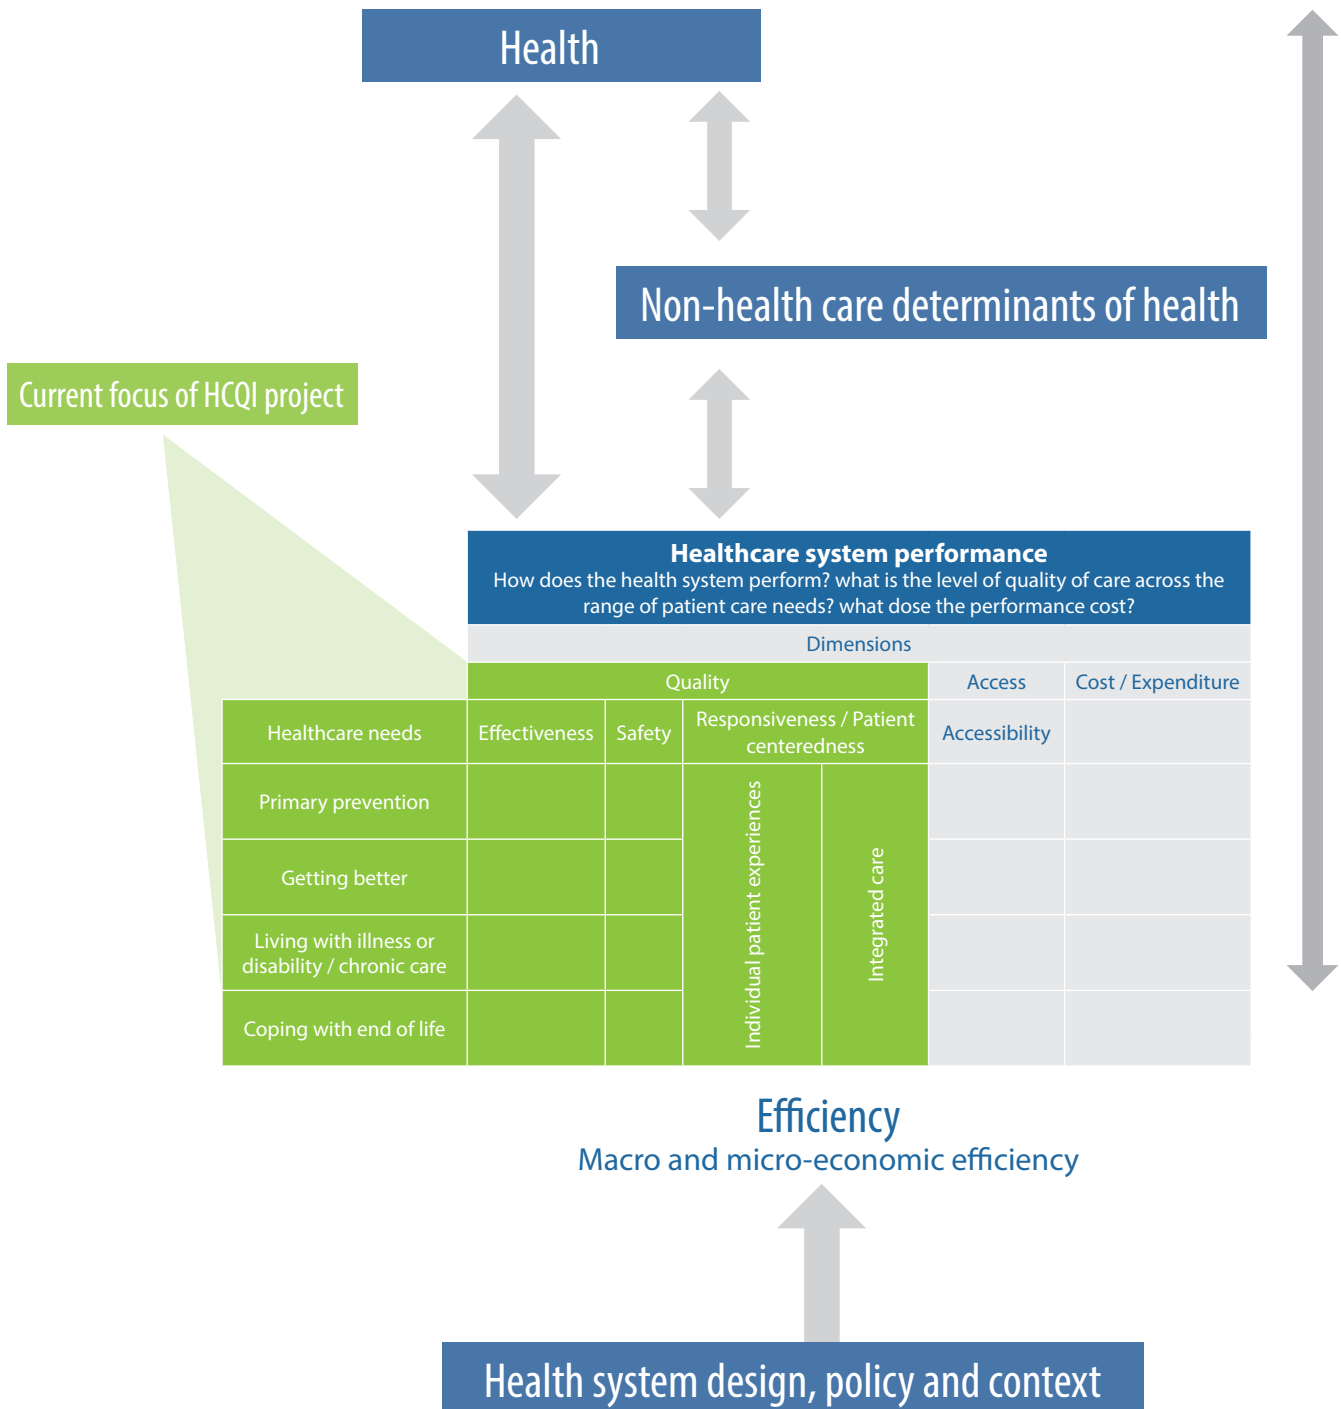 Health
Non-health care determinants of health
Current focus of HCQI project
Healthcare system performance
How does the health system perform? what is the level of quality of care across the
range of patient care needs? what dose the performance cost?
Dimensions
Quality
Access
Cost / Expenditure
Healthcare needs
Effectiveness
Safety
Responsiveness / Patient
centeredness
Accessibility
Primary prevention
Getting better
Living with illness or
disability / chronic care
Coping with end of life
Individual patient experiences
Integrated care
Efficiency
Macro and micro-economic efficiency
Health system design, policy and context